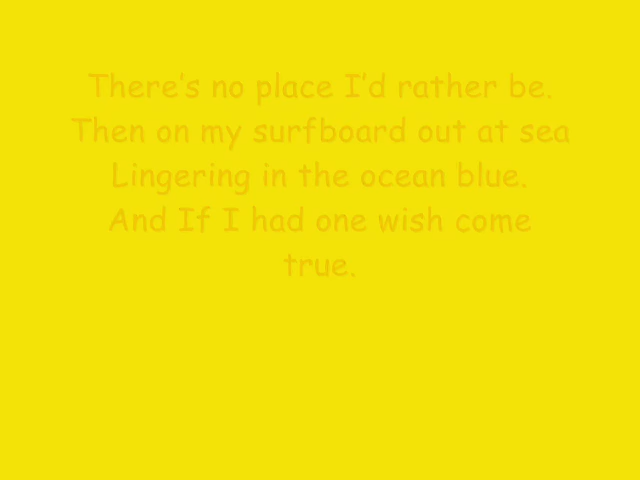 There's no place I'd rather be.
Then on my surfboard out at sea
Lingering in the ocean blue.
And If I had one wish come
true.